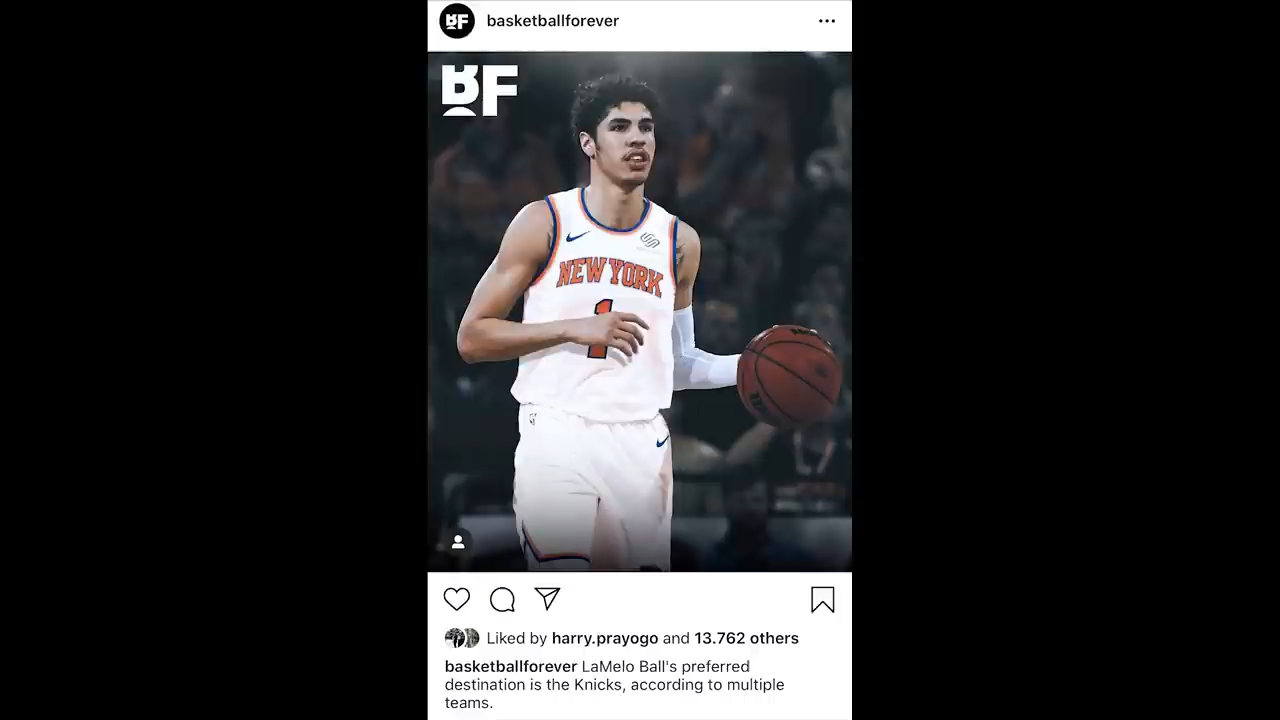 basketballforever
BF
NEW YORK
1
Liked by harry.prayogo and 13.762 others
basketballforever LaMelo Ball's preferred
destination is the Knicks, according to multiple
teams.